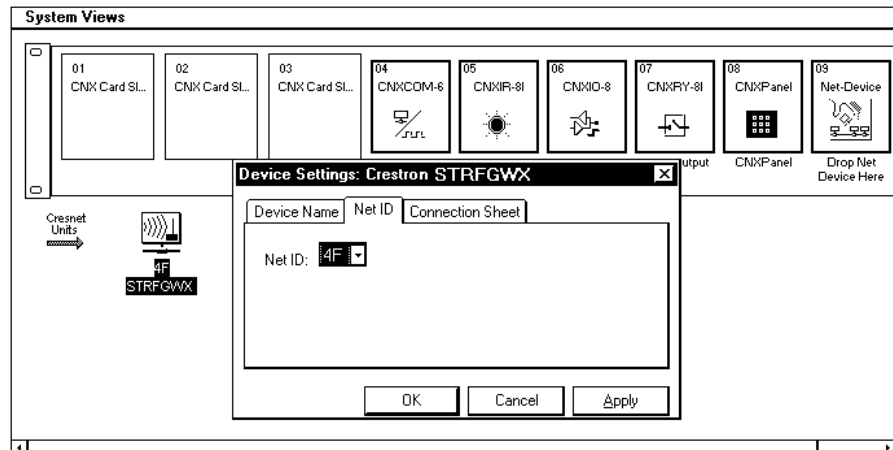 System Views
01
CNX Card Sl...
02
CNX Card Sl...
03
CNX Card Sl...
04
CNXCOM-6
05
CNXIR-8I
06
CNXIO-8
07
CNXRY-8I
08
CNXPanel
09
Net-Device
utput
CNXPanel
Drop Net
Device Here
Device Settings: Crestron STRFGWX
Device Name
Net ID
Connection Sheet
Net ID: 4F
OK
Cancel
Apply
Cresnet
Units
4F
STRFGWX